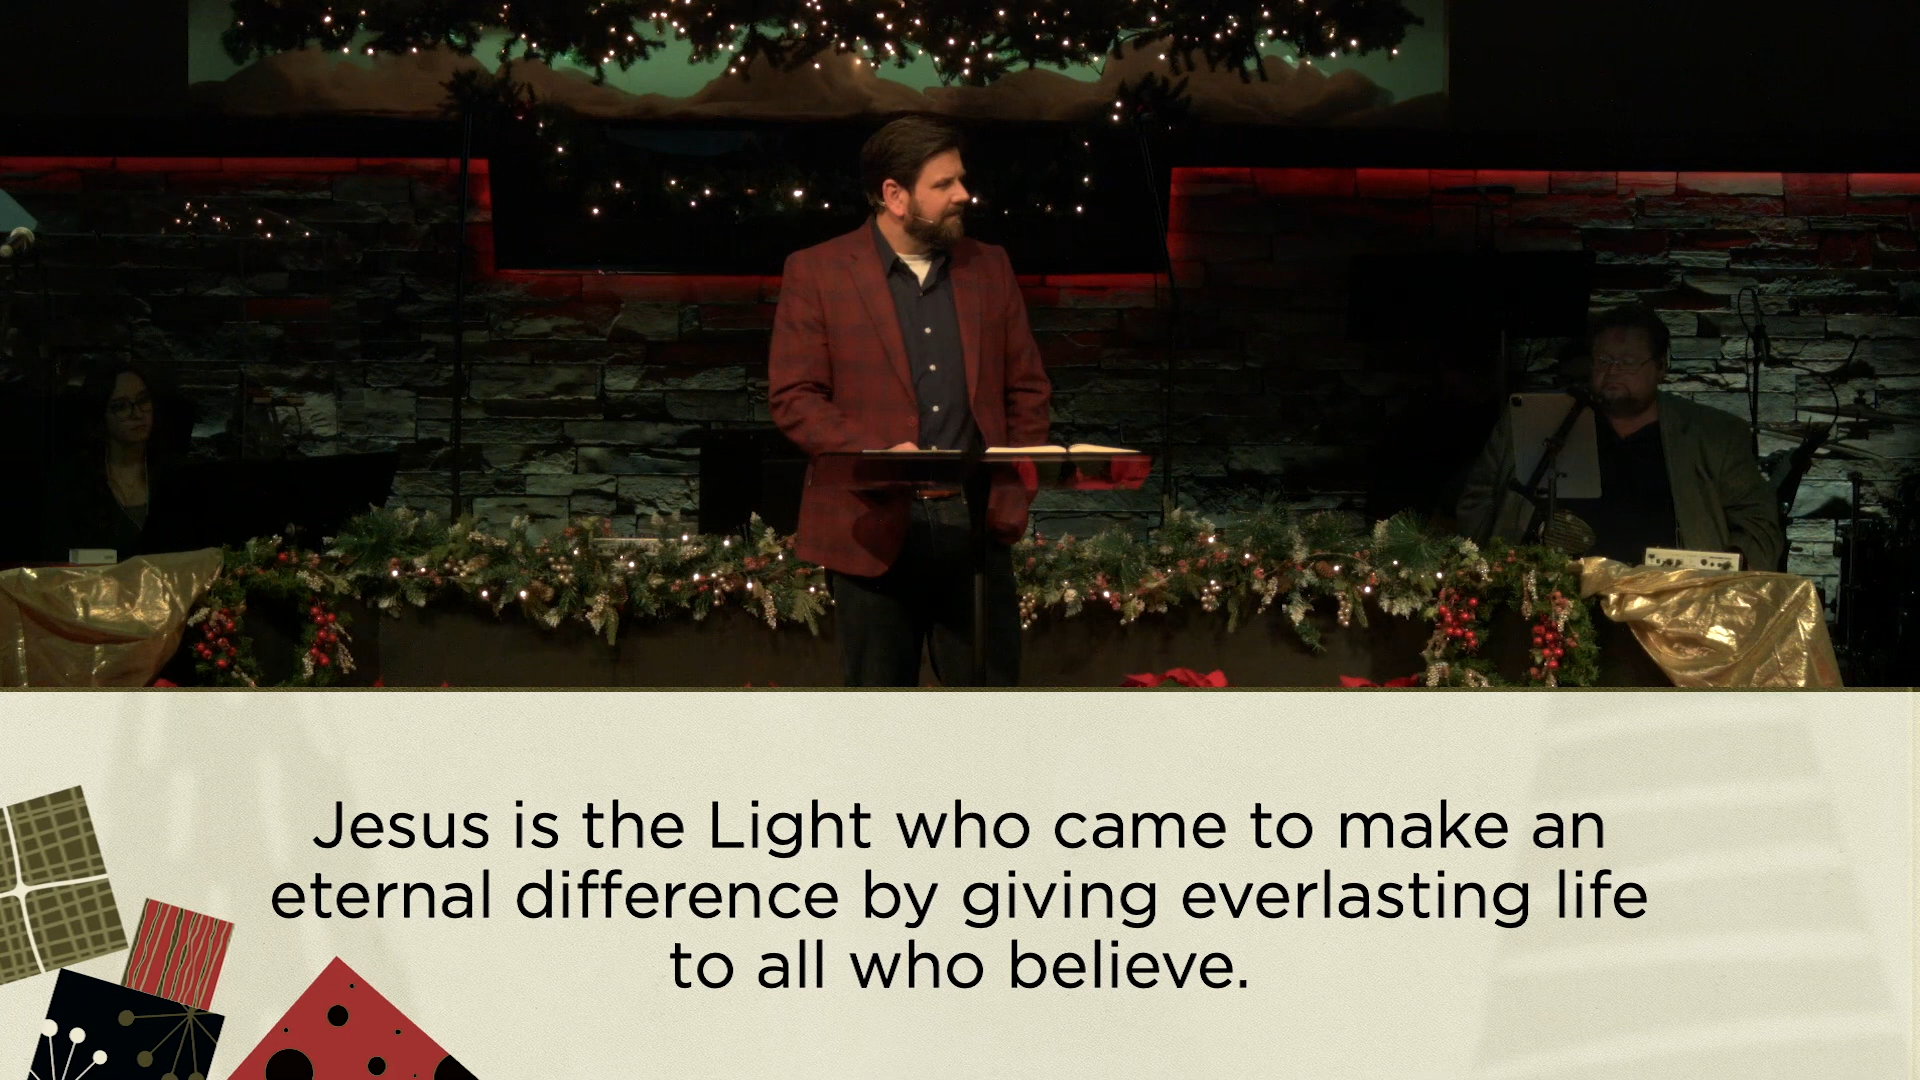 Jesus is the Light who came to make an
eternal difference by giving everlasting life
to all who believe.